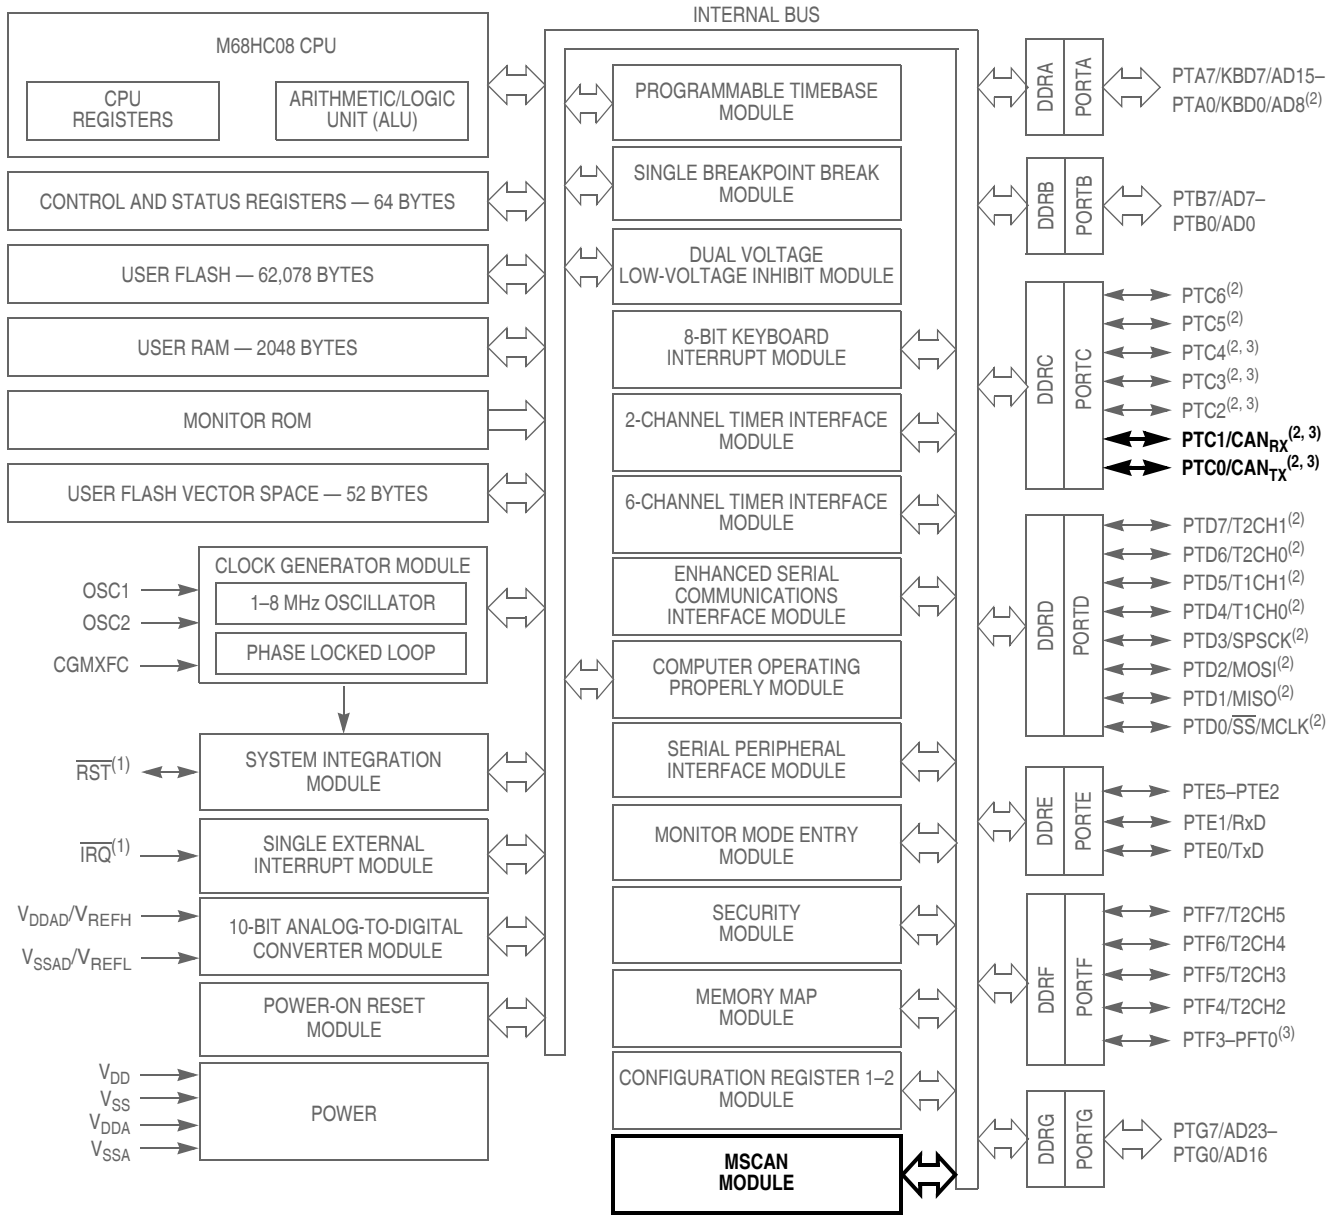 INTERNAL BUS
M68HC08 CPU
CPU
REGISTERS
ARITHMETIC/LOGIC
UNIT (ALU)
CONTROL AND STATUS REGISTERS — 64 BYTES
USER FLASH — 62,078 BYTES
USER RAM — 2048 BYTES
MONITOR ROM
USER FLASH VECTOR SPACE — 52 BYTES
OSC1
OSC2
CGMXFC
CLOCK GENERATOR MODULE
1–8 MHz OSCILLATOR
PHASE LOCKED LOOP
RST(1)
SYSTEM INTEGRATION
MODULE
IRQ(1)
SINGLE EXTERNAL
INTERRUPT MODULE
VDDAD/VREFH
VSSAD/VREFL
10-BIT ANALOG-TO-DIGITAL
CONVERTER MODULE
POWER-ON RESET
MODULE
VDD
VSS
VDDA
VSSA
POWER
PROGRAMMABLE TIMEBASE
MODULE
SINGLE BREAKPOINT BREAK
MODULE
DUAL VOLTAGE
LOW-VOLTAGE INHIBIT MODULE
8-BIT KEYBOARD
INTERRUPT MODULE
2-CHANNEL TIMER INTERFACE
MODULE
6-CHANNEL TIMER INTERFACE
MODULE
ENHANCED SERIAL
COMMUNICATIONS
INTERFACE MODULE
COMPUTER OPERATING
PROPERLY MODULE
SERIAL PERIPHERAL
INTERFACE MODULE
MONITOR MODE ENTRY
MODULE
SECURITY
MODULE
MEMORY MAP
MODULE
CONFIGURATION REGISTER 1–2
MODULE
MSCAN
MODULE
DDRA
PORTA
PTA7/KBD7/AD15–
PTA0/KBD0/AD8(2)
DDRB
PORTB
PTB7/AD7–
PTB0/AD0
DDRC
PORTC
PTC6(2)
PTC5(2)
PTC4(2, 3)
PTC3(2, 3)
PTC2(2, 3)
PTC1/CANRX(2, 3)
PTC0/CANTX(2, 3)
DDRD
PORTD
PTD7/T2CH1(2)
PTD6/T2CH0(2)
PTD5/T1CH1(2)
PTD4/T1CH0(2)
PTD3/SPSCK(2)
PTD2/MOSI(2)
PTD1/MISO(2)
PTD0/SS/MCLK(2)
DDRE
PORTE
PTE5–PTE2
PTE1/RxD
PTE0/TxD
DDRF
PORTF
PTF7/T2CH5
PTF6/T2CH4
PTF5/T2CH3
PTF4/T2CH2
PTF3–PFT0(3)
DDRG
PORTG
PTG7/AD23–
PTG0/AD16